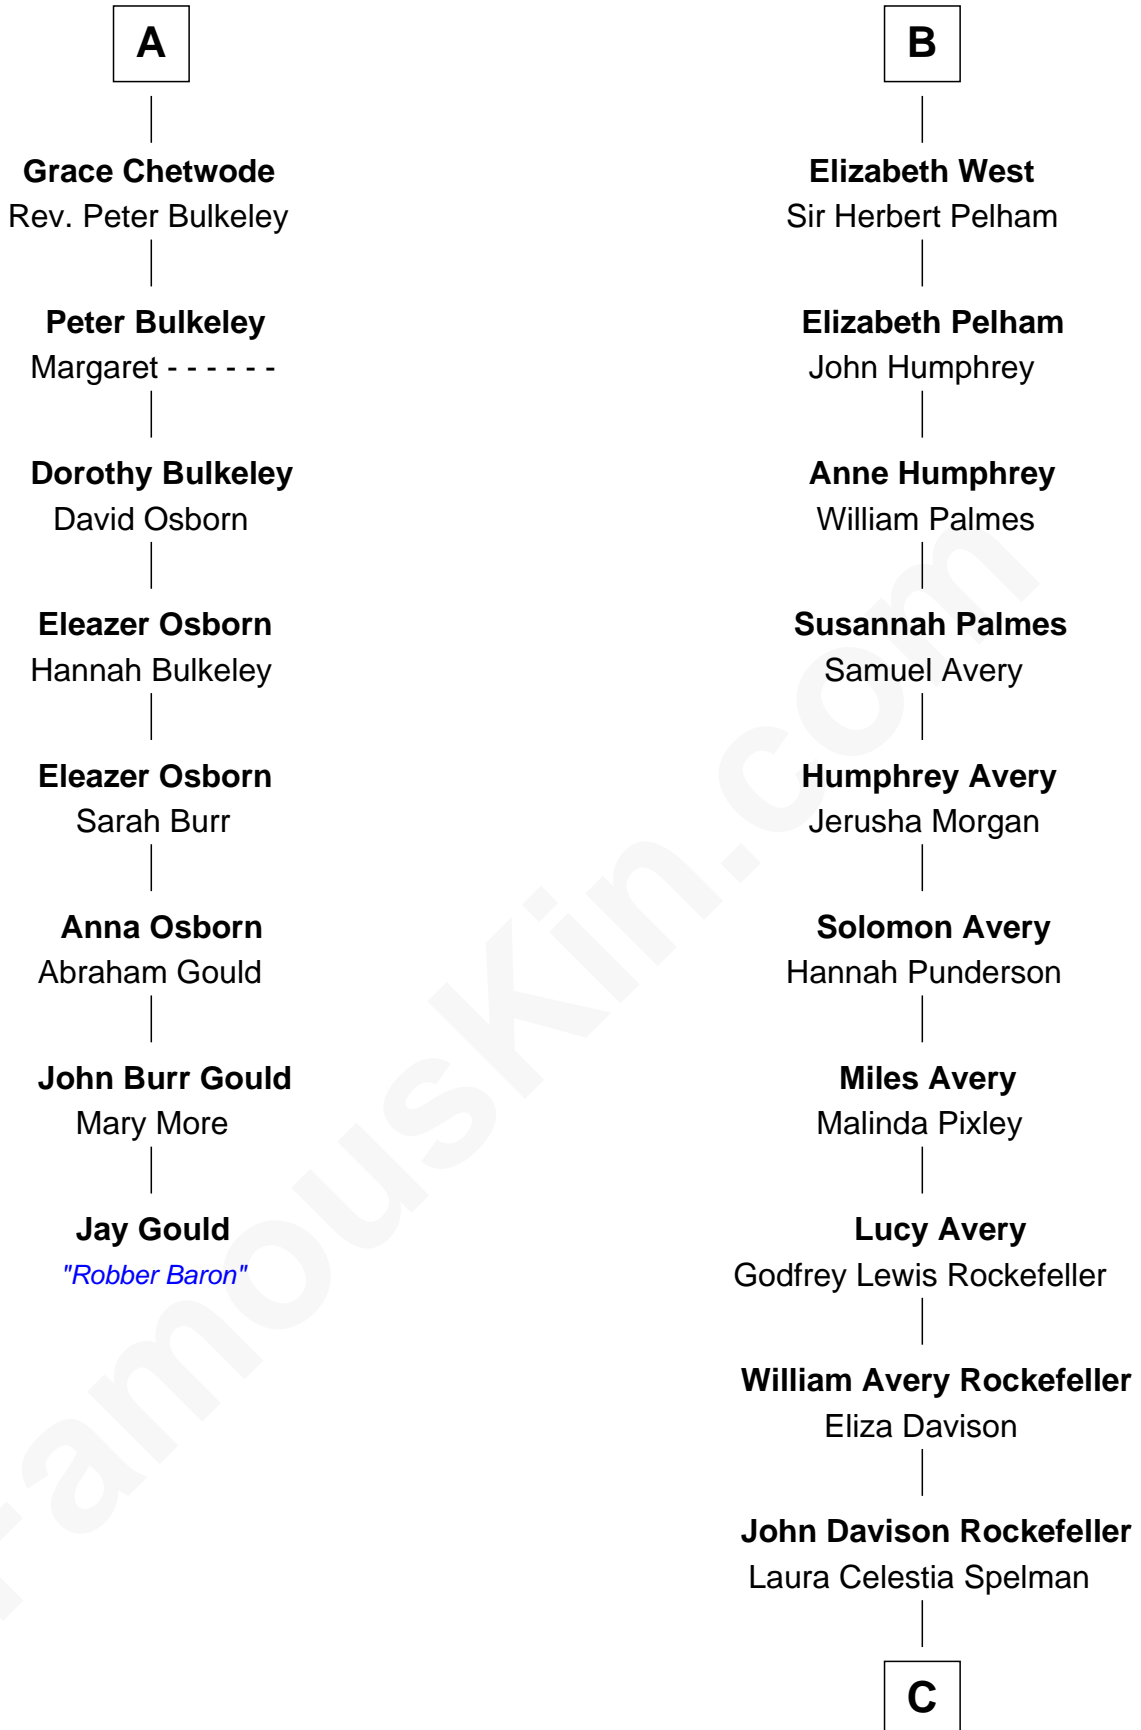 A
Grace Chetwode
Rev. Peter Bulkeley
Peter Bulkeley
Margaret - - - - - -
Dorothy Bulkeley
David Osborn
Eleazer Osborn
Hannah Bulkeley
Eleazer Osborn
Sarah Burr
Anna Osborn
Abraham Gould
John Burr Gould
Mary More
Jay Gould
"Robber Baron"
B
Elizabeth West
Sir Herbert Pelham
Elizabeth Pelham
John Humphrey
Anne Humphrey
William Palmes
Susannah Palmes
Samuel Avery
Humphrey Avery
Jerusha Morgan
Solomon Avery
Hannah Punderson
Miles Avery
Malinda Pixley
Lucy Avery
Godfrey Lewis Rockefeller
William Avery Rockefeller
Eliza Davison
John Davison Rockefeller
Laura Celestia Spelman
C
FamousKin.com